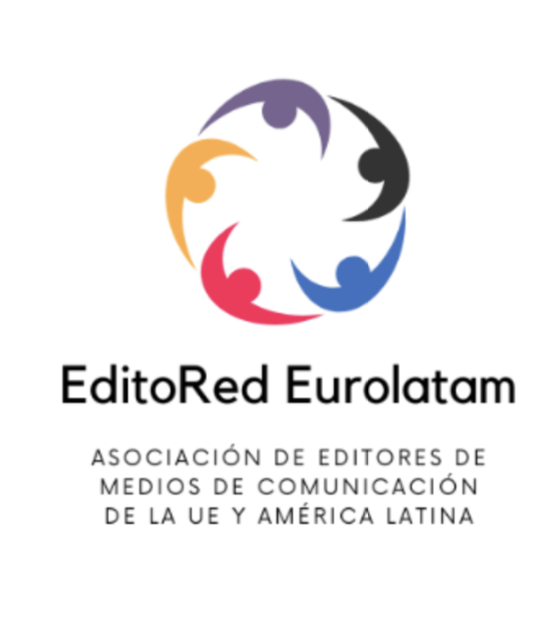 EditoRed Eurolatam
ASOCIACIÓN DE EDITORES DE
MEDIOS DE COMUNICACIÓN
DE LA UE Y AMÉRICA LATINA